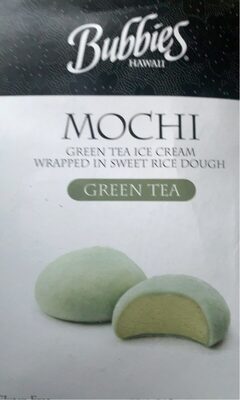 Bubbies
HAWAII
MOCHI
GREEN TEA ICE CREAM
WRAPPED IN SWEET RICE DOUGH
GREEN TEA